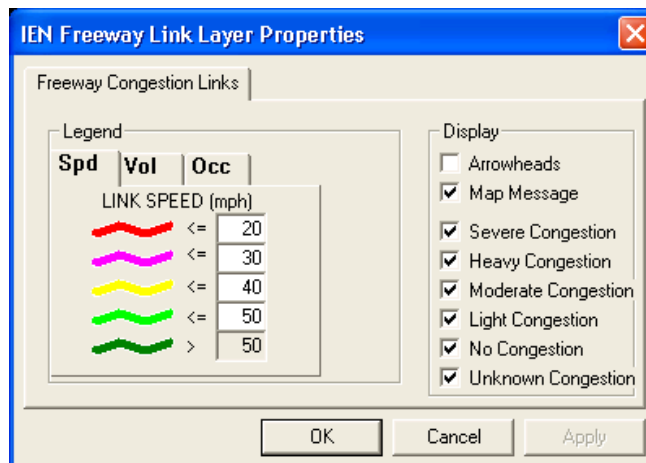 IEN Freeway Link Layer Properties
Freeway Congestion Links
Legend
Spd Vol Occ
LINK SPEED (mph)
<= 20
<= 30
<= 40
<= 50
> 50
Display
Arrowheads
Map Message
Severe Congestion
Heavy Congestion
Moderate Congestion
Light Congestion
No Congestion
Unknown Congestion
OK Cancel Apply